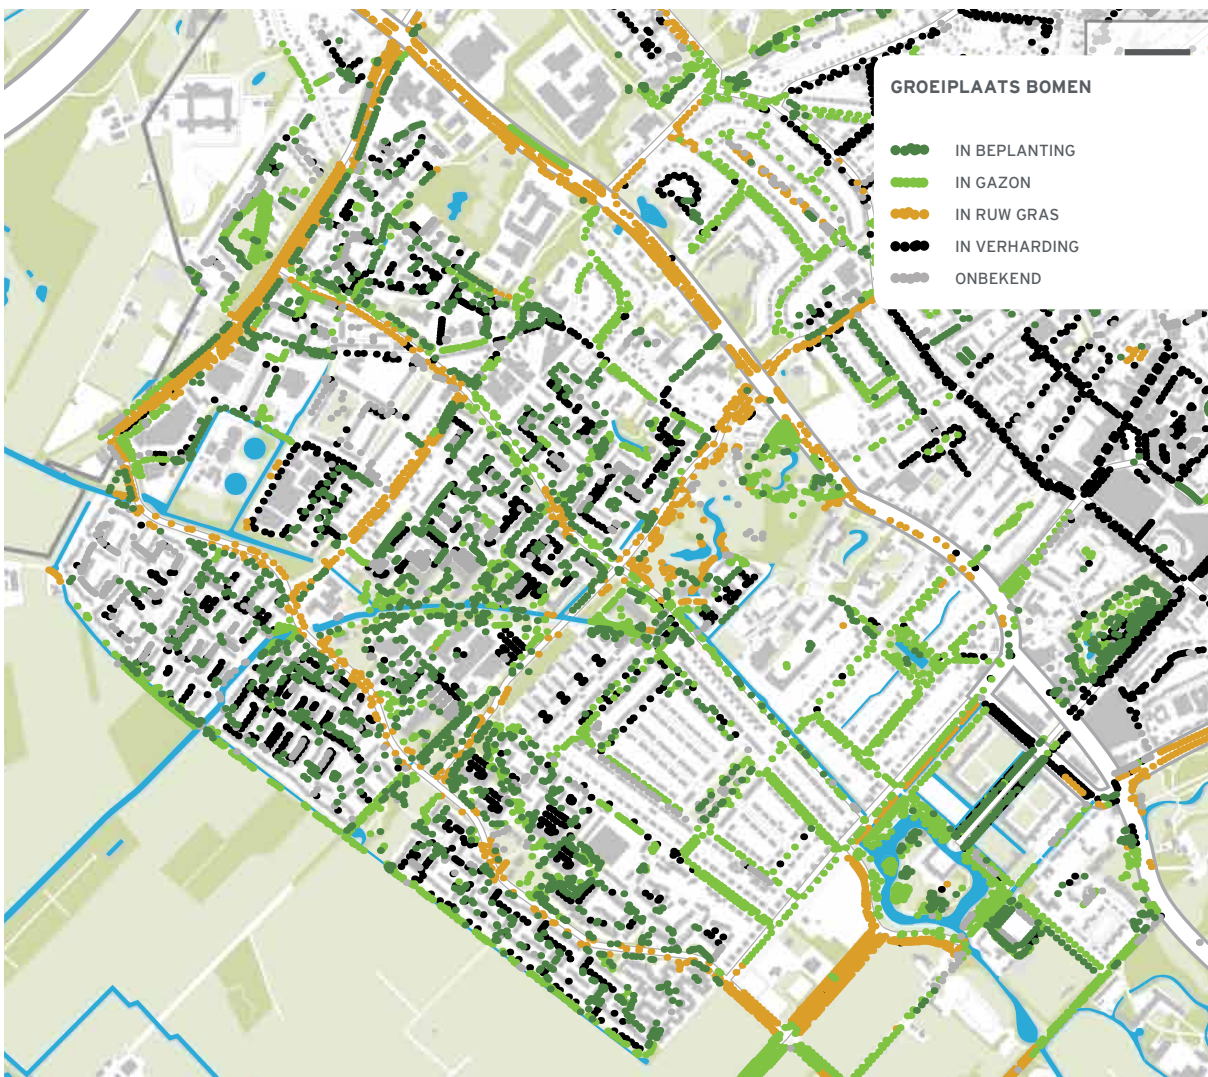 GROEIPLAATS BOMEN
IN BEPLANTING
IN GAZON
IN RUW GRAS
IN VERHARDING
ONBEKEND